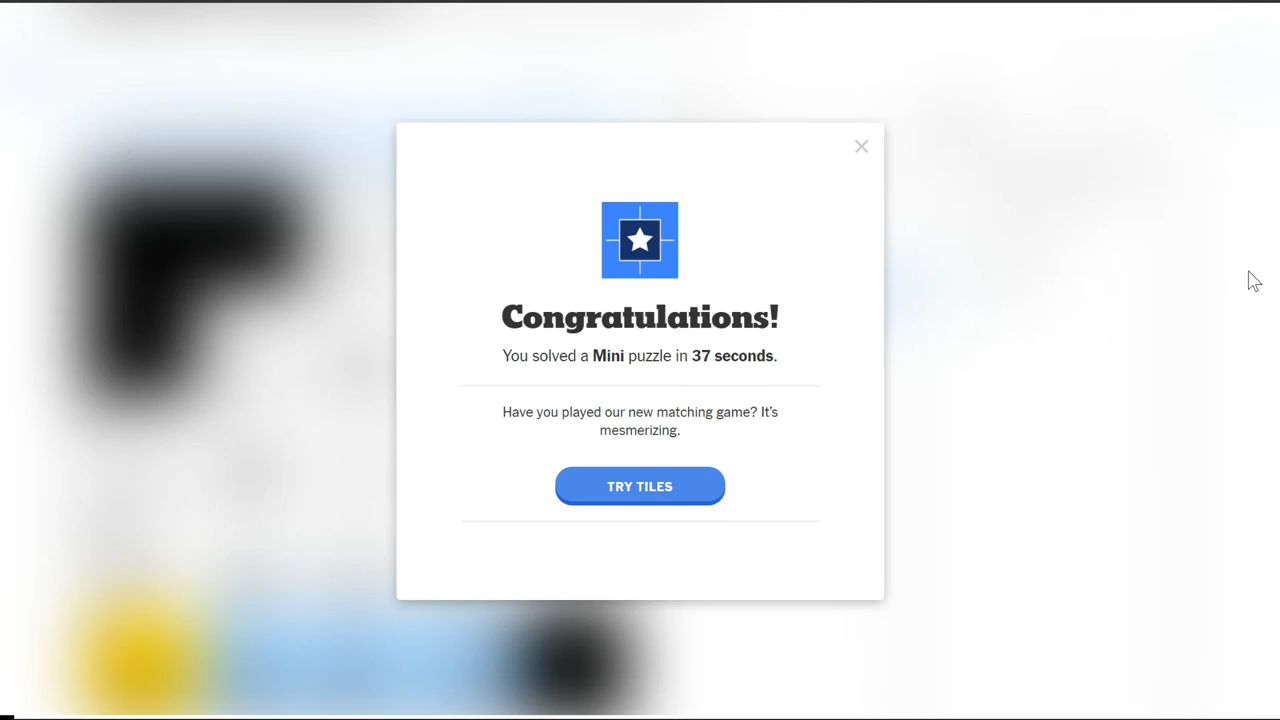 Congratulations!
You solved a Mini puzzle in 37 seconds.
Have you played our new matching game? It's
mesmerizing.
TRY TILES